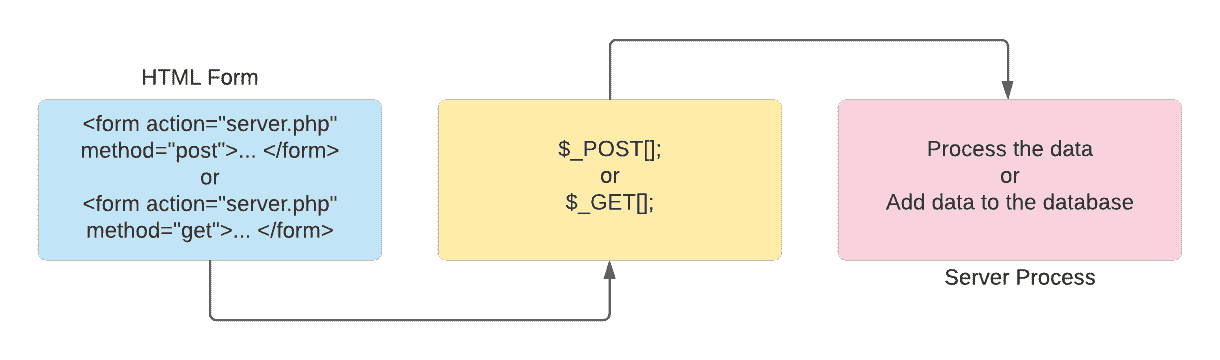 HTML Form
<form action="server.php"
method="post">... </form>
or
<form action="server.php"
method="get">... </form>
$_POST[];
or
$_GET[];
Process the data
or
Add data to the database
Server Process